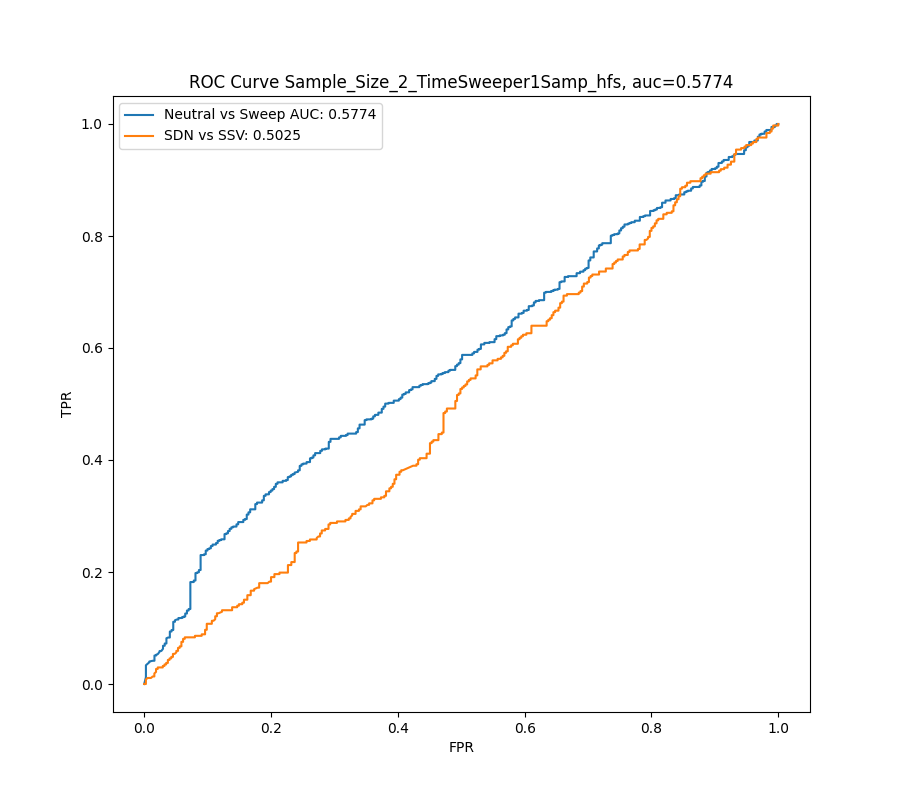 ROC Curve Sample_Size_2_TimeSweeper1Samp_hfs, auc=0.5774
Neutral vs Sweep AUC: 0.5774
SDN vs SSV: 0.5025
1.0
0.8
0.6
0.4
0.2
0.0
TPR
0.0 0.2 0.4 0.6 0.8 1.0
FPR